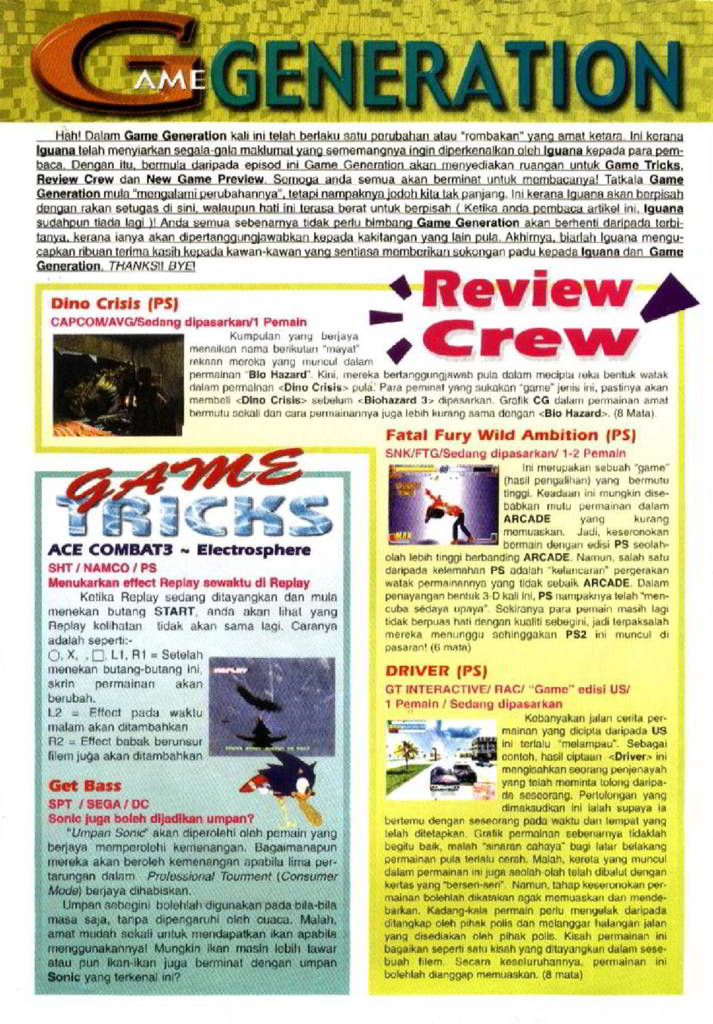 GAME GENERATION
Hah! Dalam Game Generation kali ini telah berlaku satu perubahan atau "rombakan" yang amat ketara. Ini kerana
Iguana telah menyiarkan segala-gala maklumat yang sememangnya ingin diperkenalkan oleh Iguana kepada para pem-
baca. Dengan itu, bermula daripada episod ini Game Generation akan menyediakan ruangan untuk Game Tricks,
Review Crew dan New Game Preview. Semoga anda semua akan berminat untuk membacanya! Tatkala Game
Generation mula "mengalami perubahannya", tetapi nampaknya jodoh kita tak panjang. Ini kerana Iguana akan berpisah
dengan rakan setugas di sini, walaupun hati ini terasa berat untuk berpisah ( Ketika anda pembaca artikel ini, Iguana
sudahpun tiada lagi )! Anda semua sebenarnya tidak perlu bimbang Game Generation akan berhenti daripada terbi-
tanya, kerana ianya akan dipertanggungjawabkan kepada kakitangan yang lain pula. Akhirnya, biarlah Iguana mengu-
capkan ribuan terima kasih kepada kawan-kawan yang sentiasa memberikan sokongan padu kepada Iguana dan Game
Generation. THANKS!! BYE!
Review
Crew
Dino Crisis (PS)
CAPCOM/AVG/Sedang dipasarkan/1 Pemain
Kumpulan yang berjaya
menaikan nama berikutan "mayat"
rekaan mereka yang muncul dalam
permainan "Bio Hazard". Kini, mereka bertanggungjawab pula dalam mecipta reka bentuk watak
dalam permainan <Dino Crisis> pula. Para peminat yang sukakan "game" jenis ini, pastinya akan
membeli <Dino Crisis> sebelum <Biohazard 3> dipasarkan. Grafik CG dalam permainan amat
bermutu sekali dan cara permainannya juga lebih kurang sama dengan <Bio Hazard>. (8 Mata).
GAME
TRICKS
ACE COMBAT3 ~ Electrosphere
SHT / NAMCO / PS
Menukarkan effect Replay sewaktu di Replay
Ketika Replay sedang ditayangkan dan mula
menekan butang START, anda akan lihat yang
Replay kelihatan tidak akan sama lagi. Caranya
adalah seperti:-
○, X, , □, L1, R1 = Setelah
menekan butang-butang ini,
skrin permainan akan
berubah.
L2 = Effect pada waktu
malam akan ditambahkan
R2 = Effect babak berunsur
filem juga akan ditambahkan
REPLAY
Get Bass
SPT / SEGA / DC
Sonic juga boleh dijadikan umpan?
"Umpan Sonic" akan diperolehi oleh pemain yang
berjaya memperolehi kemenangan. Bagaimanapun
mereka akan beroleh kemenangan apabila lima per-
tarungan dalam Professional Tourment (Consumer
Mode) berjaya dihabiskan.
Umpan sebegini bolehlah digunakan pada bila-bila
masa saja, tanpa dipengaruhi oleh cuaca. Malah,
amat mudah sekali untuk mendapatkan ikan apabila
menggunakannya! Mungkin ikan masin lebih tawar
atau pun ikan-ikan juga berminat dengan umpan
Sonic yang terkenal ini?
Fatal Fury Wild Ambition (PS)
SNK/FTG/Sedang dipasarkan/ 1-2 Pemain
Ini merupakan sebuah "game"
(hasil pengalihan) yang bermutu
tinggi. Keadaan ini mungkin dise-
babkan mutu permainan dalam
ARCADE yang kurang
memuaskan. Jadi, keseronokan
bermain dengan edisi PS seolah-
olah lebih tinggi berbanding ARCADE. Namun, salah satu
daripada kelemahan PS adalah "kelancaran" pergerakan
watak permainannya yang tidak sebaik ARCADE. Dalam
penayangan bentuk 3-D kali ini, PS nampaknya telah "men-
cuba sedaya upaya". Sekiranya para pemain masih lagi
tidak berpuas hati dengan kualiti sebegini, jadi terpaksalah
mereka menunggu sehinggakan PS2 ini muncul di
pasaran! (6 mata)
DRIVER (PS)
GT INTERACTIVE/ RAC/ "Game" edisi US/
1 Pemain / Sedang dipasarkan
Kebanyakan jalan cerita per-
mainan yang dicipta daripada US
ini terlalu "melampau". Sebagai
contoh, hasil ciptaan <Driver> ini
mengisahkan seorang penjenayah
yang telah meminta tolong daripa-
da seseorang. Pertolongan yang
dimaksudkan ini ialah supaya ia
bertemu dengan seseorang pada waktu dan tempat yang
telah ditetapkan. Grafik permainan sebenarnya tidaklah
begitu baik, malah "sinaran cahaya" bagi latar belakang
permainan pula terlalu cerah. Malah, kereta yang muncul
dalam permainan ini juga seolah-olah telah dibalut dengan
kertas yang "bersen-seri". Namun, tahap keseronokan per-
mainan bolehlah dikatakan agak memuaskan dan mende-
barkan. Kadang-kala permain perlu mengelak daripada
ditangkap oleh pihak polis dan melanggar halangan jalan
yang disediakan oleh pihak polis. Kisah permainan ini
bagaikan seperti satu kisah yang ditayangkan dalam sese-
buah filem. Secara keseluruhannya, permainan ini
bolehlah dianggap memuaskan. (8 mata)